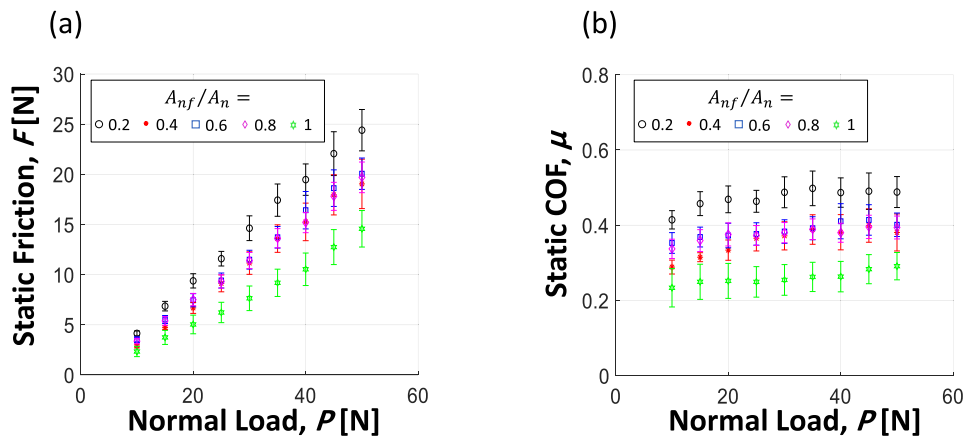 (a)
Static Friction, F [N]
30
25
20
15
10
5
0
A_nf/A_n =
0.2 0.4 0.6 0.8 1
0 20 40 60
Normal Load, P [N]
(b)
Static COF, μ
0.8
0.6
0.4
0.2
0
A_nf/A_n =
0.2 0.4 0.6 0.8 1
0 20 40 60
Normal Load, P [N]